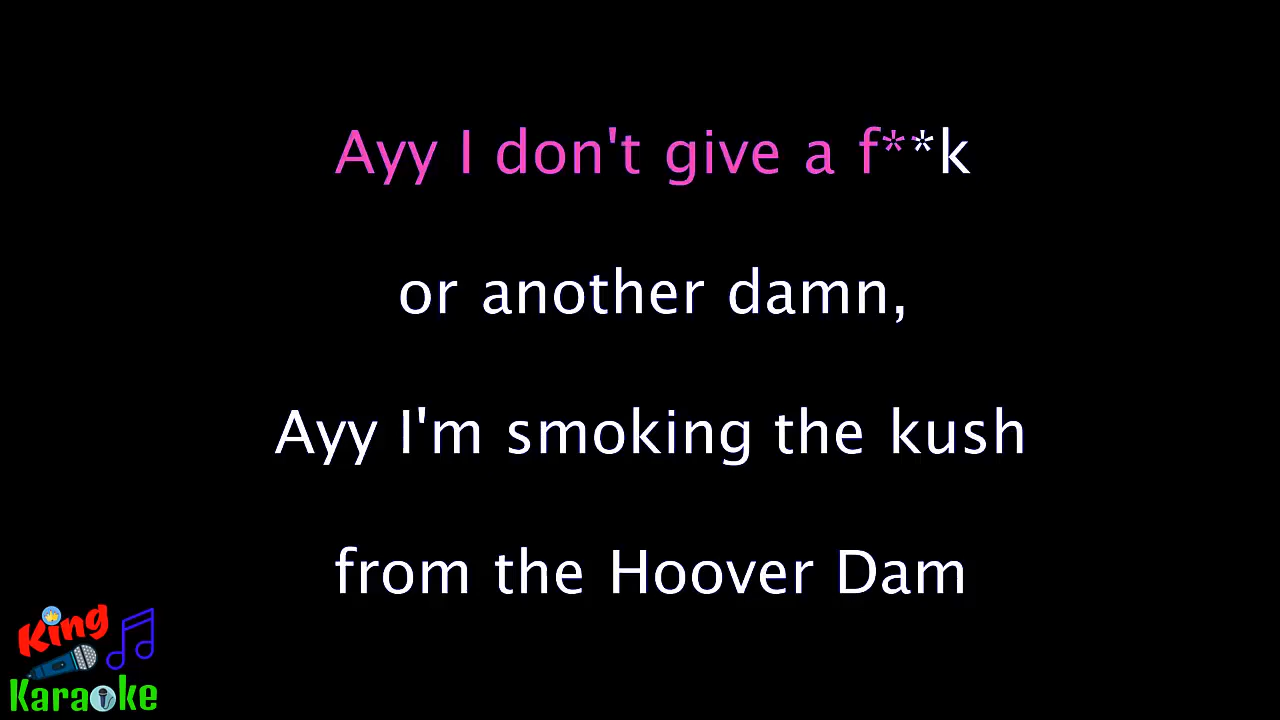 Ayy I don't give a f**k
or another damn,
Ayy I'm smoking the kush
from the Hoover Dam
King
Karaoke